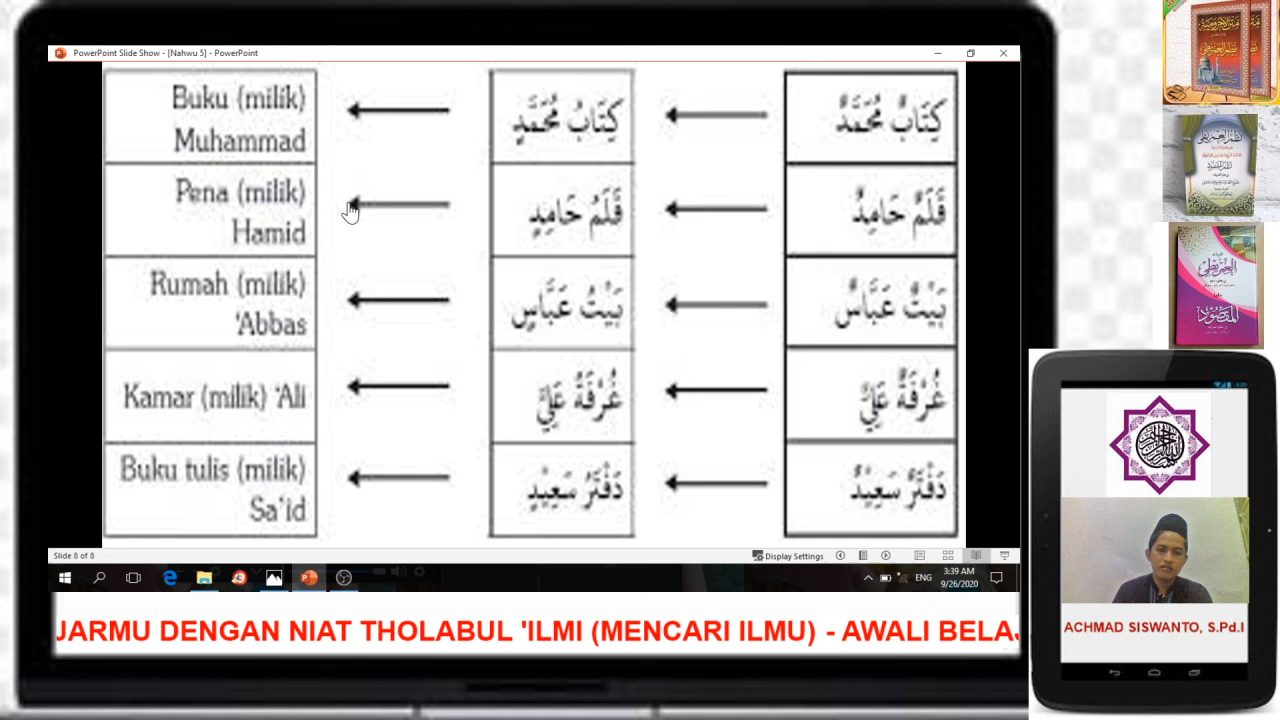 PowerPoint Slide Show - [Nahwu 5] - PowerPoint
Buku (milik)
Muhammad
كِتَابُ مُحَمَّدٍ
كِتَابٌ مُحَمَّدٌ
Pena (milik)
Hamid
قَلَمُ حَامِدٍ
قَلَمٌ حَامِدٌ
Rumah (milik)
'Abbas
بَيْتُ عَبَّاسٍ
بَيْتٌ عَبَّاسٌ
Kamar (milik) 'Ali
غُرْفَةُ عَلِيٍّ
غُرْفَةٌ عَلِيٌّ
Buku tulis (milik)
Sa'id
دَفْتَرُ سَعِيْدٍ
دَفْتَرٌ سَعِيْدٌ
Slide 8 of 8
Display Settings
ENG
3:39 AM
9/26/2020
JARMU DENGAN NIAT THOLABUL 'ILMI (MENCARI ILMU) - AWALI BELAJ
ACHMAD SISWANTO, S.Pd.I